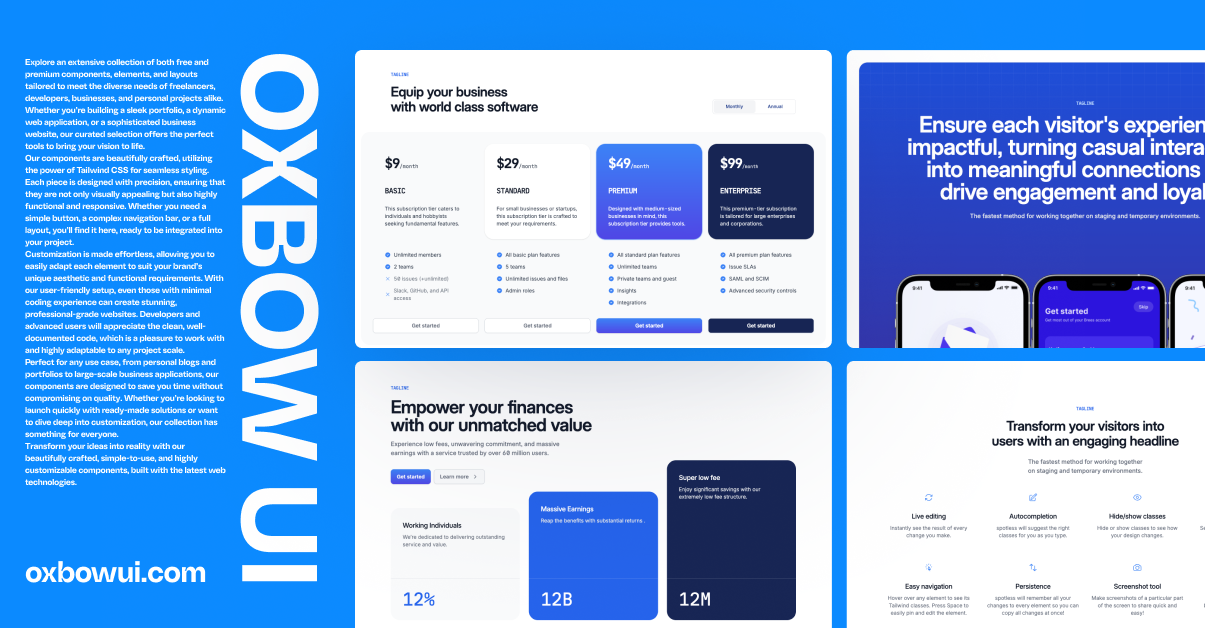 Explore an extensive collection of both free and
premium components, elements, and layouts
tailored to meet the diverse needs of freelancers,
developers, businesses, and personal projects alike.
Whether you're building a sleek portfolio, a dynamic
web application, or a sophisticated business
website, our curated selection offers the perfect
tools to bring your vision to life.
Our components are beautifully crafted, utilizing
the power of Tailwind CSS for seamless styling.
Each piece is designed with precision, ensuring that
they are not only visually appealing but also highly
functional and responsive. Whether you need a
simple button, a complex navigation bar, or a full
layout, you'll find it here, ready to be integrated into
your project.
Customization is made effortless, allowing you to
easily adapt each element to suit your brand's
unique aesthetic and functional requirements. With
our user-friendly setup, even those with minimal
coding experience can create stunning,
professional-grade websites. Developers and
advanced users will appreciate the clean, well-
documented code, which is a pleasure to work with
and highly adaptable to any project scale.
Perfect for any use case, from personal blogs and
portfolios to large-scale business applications, our
components are designed to save you time without
compromising on quality. Whether you're looking to
launch quickly with ready-made solutions or want
to dive deep into customization, our collection has
something for everyone.
Transform your ideas into reality with our
beautifully crafted, simple-to-use, and highly
customizable components, built with the latest web
technologies.
oxbowui.com
OXBOW UI
TAGLINE
Equip your business
with world class software
Monthly Annual
$9/month
BASIC
This subscription tier caters to
individuals and hobbyists
seeking fundamental features.
Unlimited members
2 teams
50 issues (+unlimited)
Slack, GitHub, and API
access
Get started
$29/month
STANDARD
For small businesses or startups,
this subscription tier is crafted to
meet your requirements.
All basic plan features
5 teams
Unlimited issues and files
Admin roles
Get started
$49/month
PREMIUM
Designed with medium-sized
businesses in mind, this
subscription tier provides tools.
All standard plan features
Unlimited teams
Private teams and guest
Insights
Integrations
Get started
$99/month
ENTERPRISE
This premium-tier subscription
is tailored for large enterprises
and corporations.
All premium plan features
Issue SLAs
SAML and SCIM
Advanced security controls
Get started
TAGLINE
Ensure each visitor's experien
impactful, turning casual intera
into meaningful connections
drive engagement and loyal
The fastest method for working together on staging and temporary environments.
9:41
9:41
Skip
Get started
Get most out of your fitness account
9:41
TAGLINE
Empower your finances
with our unmatched value
Experience low fees, unwavering commitment, and massive
earnings with a service trusted by over 60 million users.
Get started Learn more
Working Individuals
We're dedicated to delivering outstanding
service and value.
12%
Massive Earnings
Reap the benefits with substantial returns .
12B
Super low fee
Enjoy significant savings with our
extremely low fee structure.
12M
TAGLINE
Transform your visitors into
users with an engaging headline
The fastest method for working together
on staging and temporary environments.
Live editing
Instantly see the result of every
change you make.
Autocompletion
spotless will suggest the right
classes for you as you type.
Hide/show classes
Hide or show classes to see how
your design changes.
Easy navigation
Hover over any element to see its
Tailwind classes. Press Space to
easily pin and edit the element.
Persistence
spotless will remember all your
changes to every element so you can
copy all changes at once!
Screenshot tool
Make screenshots of a particular part
of the screen to share quick and
easy!